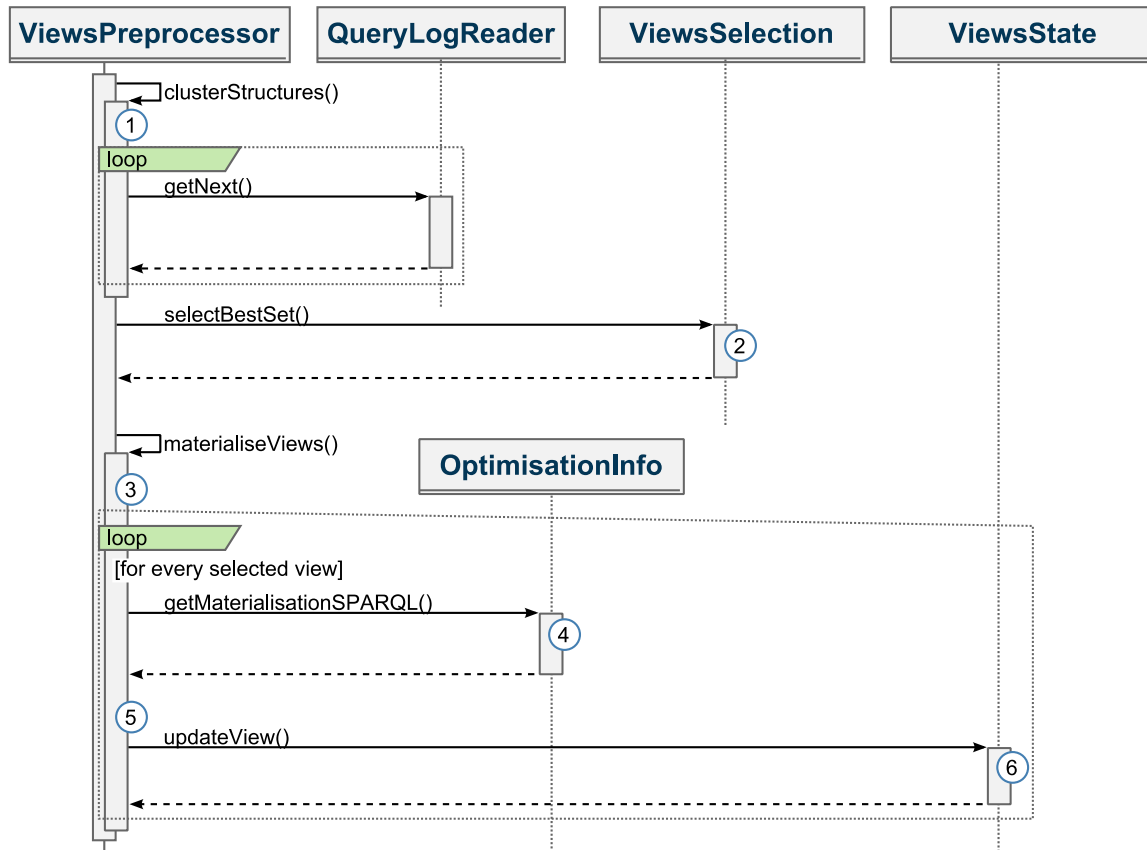 ViewsPreprocessor
QueryLogReader
ViewsSelection
ViewsState
clusterStructures()
1
loop
getNext()
selectBestSet()
2
materialiseViews()
OptimisationInfo
3
loop
[for every selected view]
getMaterialisationSPARQL()
4
5
updateView()
6